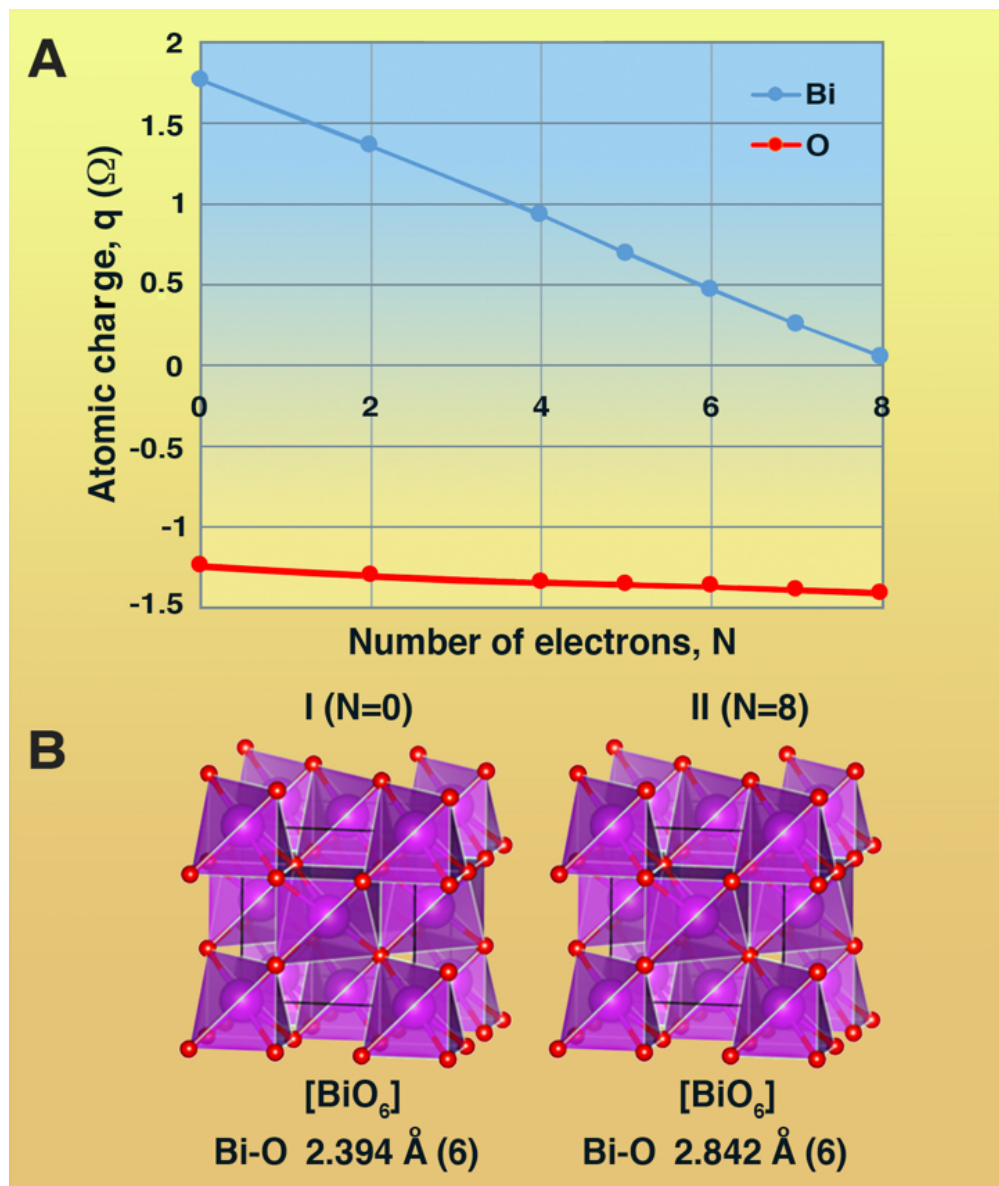 A
2
1.5
1
0.5
0
-0.5
-1
-1.5
Atomic charge, q (Ω)
Bi
O
0 2 4 6 8
Number of electrons, N
I (N=0) II (N=8)
B
[BiO₆] [BiO₆]
Bi-O 2.394 Å (6) Bi-O 2.842 Å (6)